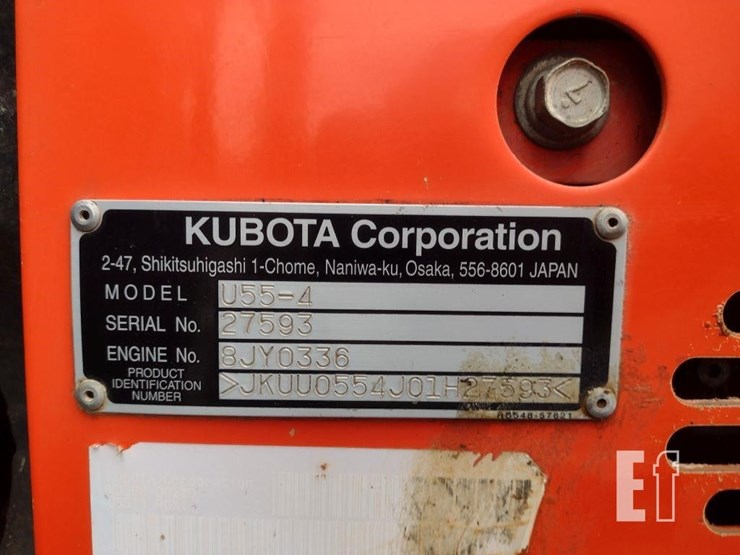 KUBOTA Corporation
2-47, Shikitsuhigashi 1-Chome, Naniwa-ku, Osaka, 556-8601 JAPAN
MODEL U55-4
SERIAL No. 27593
ENGINE No. 8JY0336
PRODUCT IDENTIFICATION NUMBER >JKUU0554J01H27593<
Ef